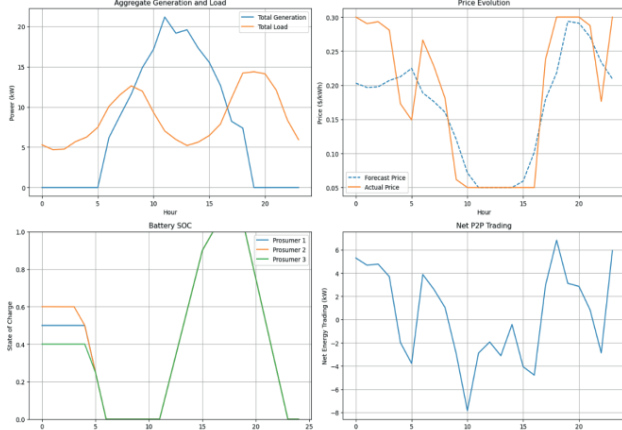 Aggregate Generation and Load
Total Generation
Total Load
Power (kW)
20
15
10
5
0
0 5 10 15 20
Hour
Price Evolution
Forecast Price
Actual Price
Price ($/kWh)
0.30
0.25
0.20
0.15
0.10
0.05
0 5 10 15 20
Hour
Battery SOC
Prosumer 1
Prosumer 2
Prosumer 3
State of Charge
1.0
0.8
0.6
0.4
0.2
0.0
0 5 10 15 20 25
Net P2P Trading
Net Energy Trading (kW)
6
4
2
0
−2
−4
−6
−8
0 5 10 15 20